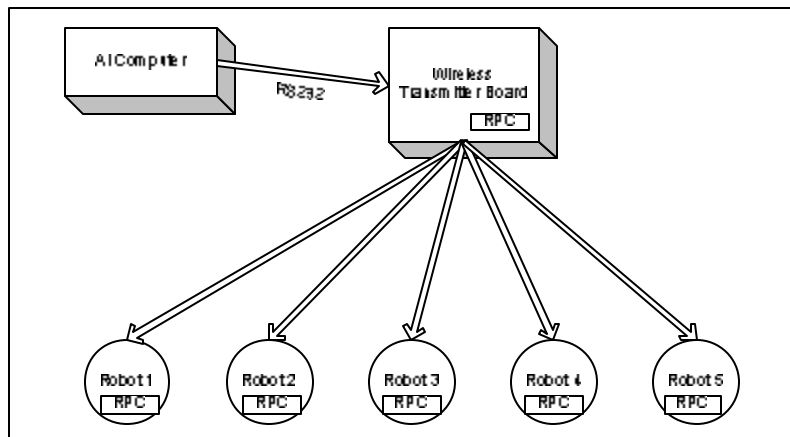 AI Computer
RS232
Wireless
Transmitter Board
RPC
Robot 1
RPC
Robot 2
RPC
Robot 3
RPC
Robot 4
RPC
Robot 5
RPC